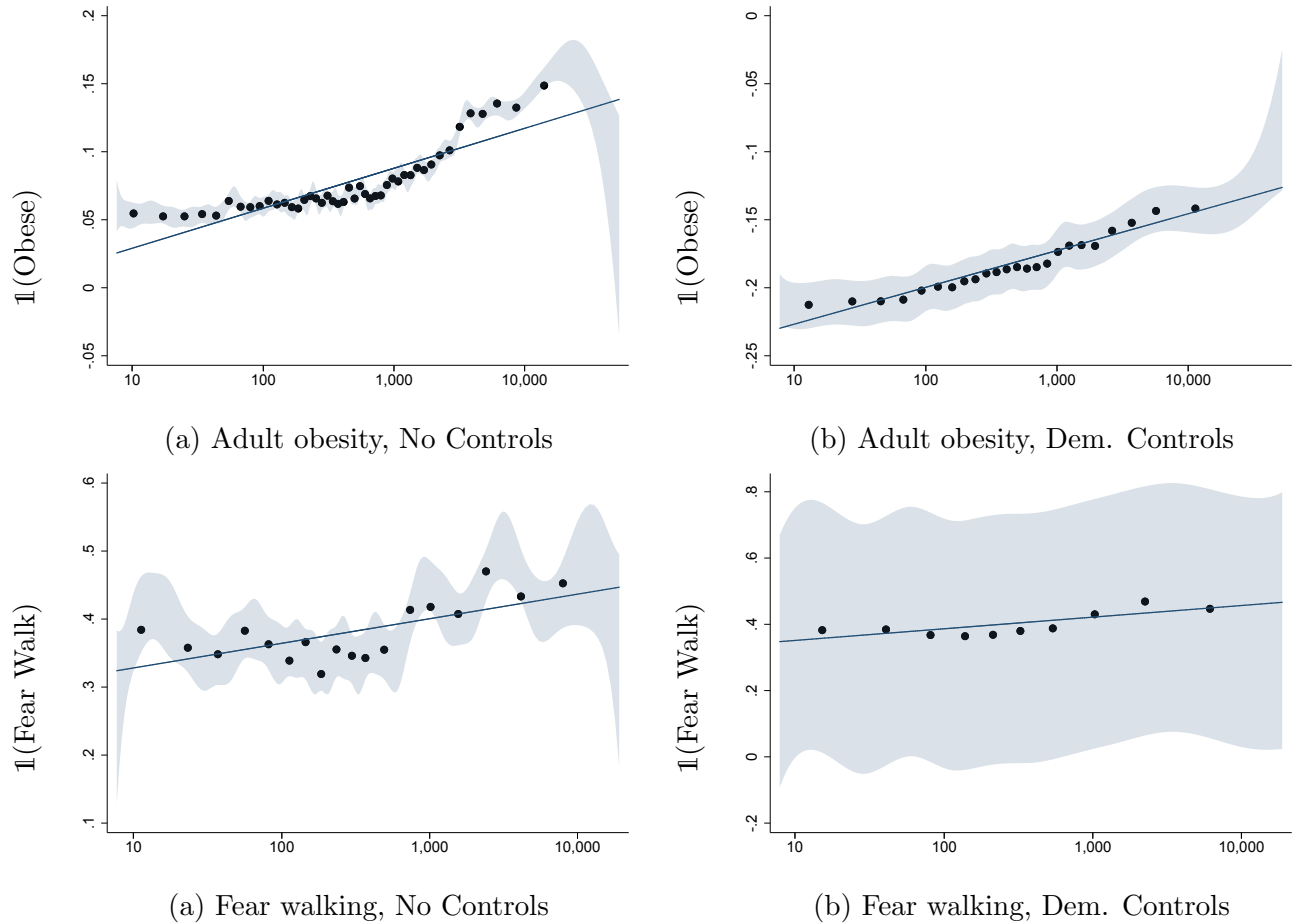 .2
.15
.1
.05
0
-.05
𝟙(Obese)
10 100 1,000 10,000
(a) Adult obesity, No Controls
0
-.05
-.1
-.15
-.2
-.25
𝟙(Obese)
10 100 1,000 10,000
(b) Adult obesity, Dem. Controls
.6
.5
.4
.3
.2
.1
𝟙(Fear Walk)
10 100 1,000 10,000
(a) Fear walking, No Controls
.8
.6
.4
.2
0
-.2
𝟙(Fear Walk)
10 100 1,000 10,000
(b) Fear walking, Dem. Controls